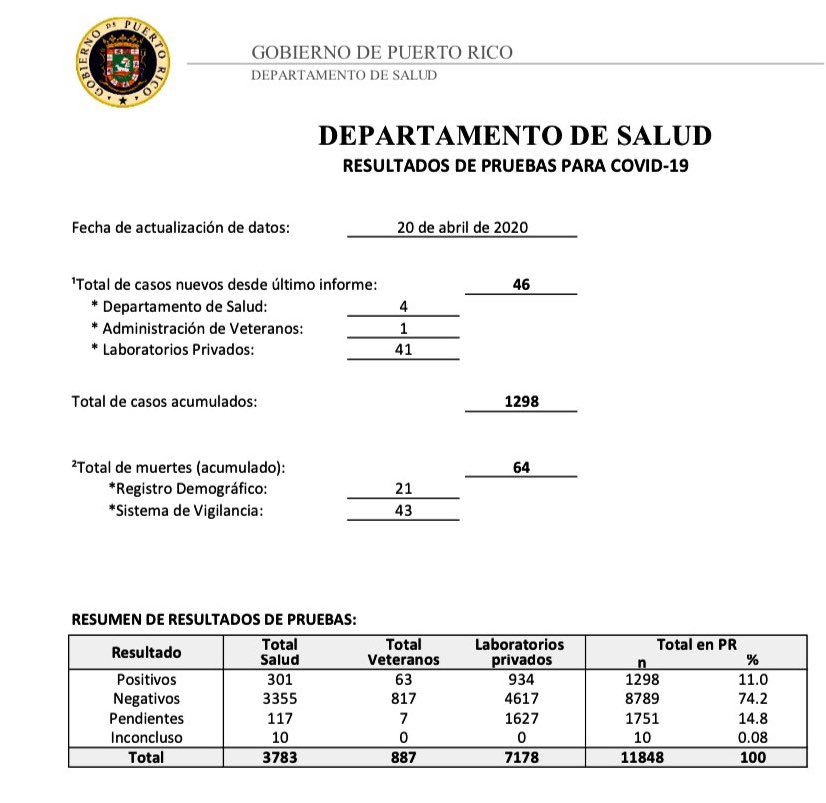 GOBIERNO DE PUERTO RICO
GOBIERNO DE PUERTO RICO
DEPARTAMENTO DE SALUD
DEPARTAMENTO DE SALUD
RESULTADOS DE PRUEBAS PARA COVID-19
Fecha de actualización de datos: 20 de abril de 2020
¹Total de casos nuevos desde último informe: 46
* Departamento de Salud: 4
* Administración de Veteranos: 1
* Laboratorios Privados: 41
Total de casos acumulados: 1298
²Total de muertes (acumulado): 64
*Registro Demográfico: 21
*Sistema de Vigilancia: 43
RESUMEN DE RESULTADOS DE PRUEBAS:
Resultado Total Salud Total Veteranos Laboratorios privados Total en PR
n %
Positivos 301 63 934 1298 11.0
Negativos 3355 817 4617 8789 74.2
Pendientes 117 7 1627 1751 14.8
Inconcluso 10 0 0 10 0.08
Total 3783 887 7178 11848 100